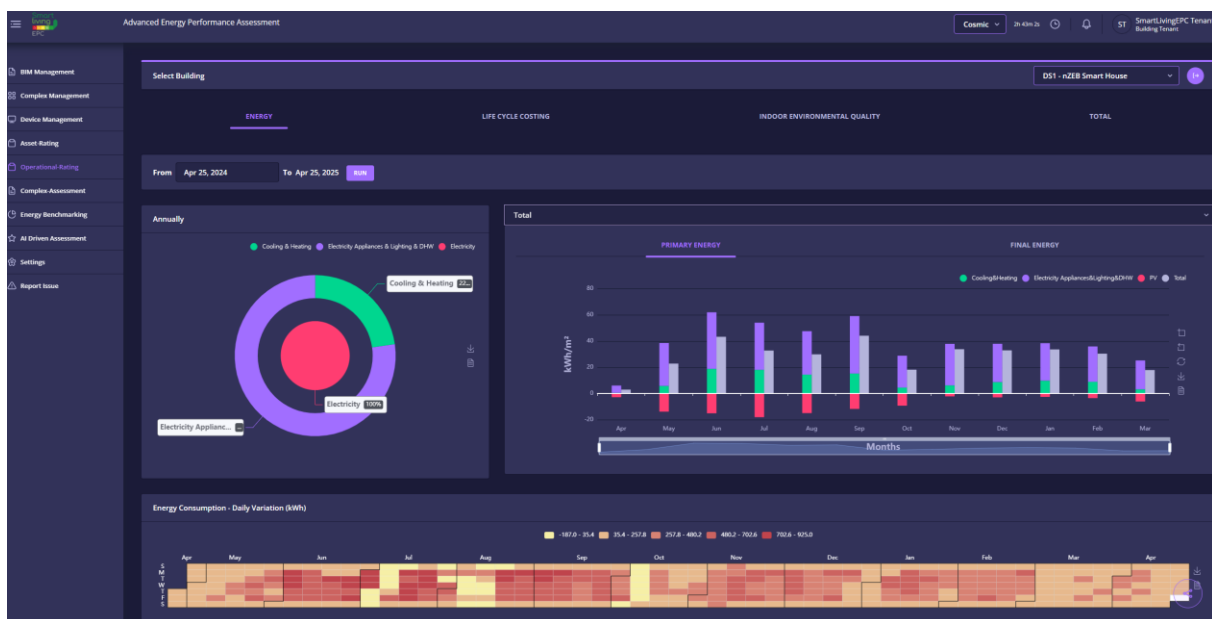 Smart
living
EPC
Advanced Energy Performance Assessment
Cosmic
2h 43m 2s
ST
SmartLivingEPC Tenant
Building Tenant
BIM Management
Complex Management
Device Management
Asset-Rating
Operational-Rating
Complex-Assessment
Energy Benchmarking
AI Driven Assessment
Settings
Report Issue
Select Building
DS1 - nZEB Smart House
ENERGY
LIFE CYCLE COSTING
INDOOR ENVIRONMENTAL QUALITY
TOTAL
From Apr 25, 2024 To Apr 25, 2025 RUN
Annually
Cooling & Heating Electricity Appliances & Lighting & DHW Electricity
Cooling & Heating 22...
Electricity 100%
Electricity Applianc... ...
Total
PRIMARY ENERGY
FINAL ENERGY
Cooling&Heating Electricity Appliances&Lighting&DHW PV Total
80
60
40
20
0
-20
kWh/m²
Apr May Jun Jul Aug Sep Oct Nov Dec Jan Feb Mar
Months
Energy Consumption - Daily Variation (kWh)
-187.0 - 35.4 35.4 - 257.8 257.8 - 480.2 480.2 - 702.6 702.6 - 925.0
Apr May Jun Jul Aug Sep Oct Nov Dec Jan Feb Mar Apr
S
M
T
W
T
F
S